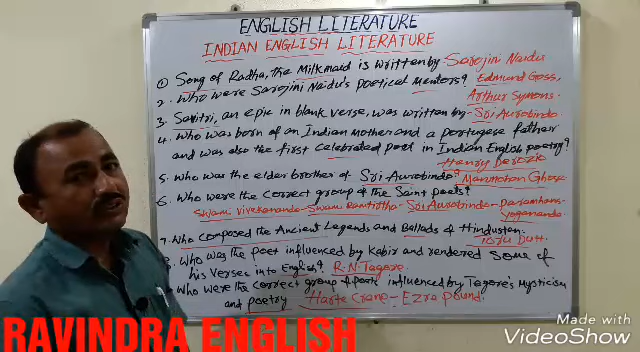 ENGLISH LITERATURE
INDIAN ENGLISH LITERATURE
① Song of Radha, the Milkmaid is written by Sarojini Naidu
2. Who were Sarojini Naidu's poetical Mentors? Edmund Goss,
Arthur Symons.
3. Savitri, an epic in blank verse, was written by- Sri Aurobindo
4. Who was born of an Indian mother and a portugese father
and was also the first celebrated poet in Indian English poetry?
Henry Derozio
5. Who was the elder brother of Sri Aurobindo? Manmohan Ghose
6. Who were the correct group of the Saint poets?
Swami Vivekananda-Swami Ramtirtha-Sri Aurobindo-Paramhans
Yogananda
7. Who composed the Ancient Legends and Ballads of Hindustan.
Toru Dutt.
8. Who was the poet influenced by Kabir and rendered some of
his Verses into English? R.N.Tagore.
Who were the correct group of poets influenced by Tagore's mysticism
and poetry Harte Crane- Ezra Pound.
RAVINDRA ENGLISH
Made with
VideoShow